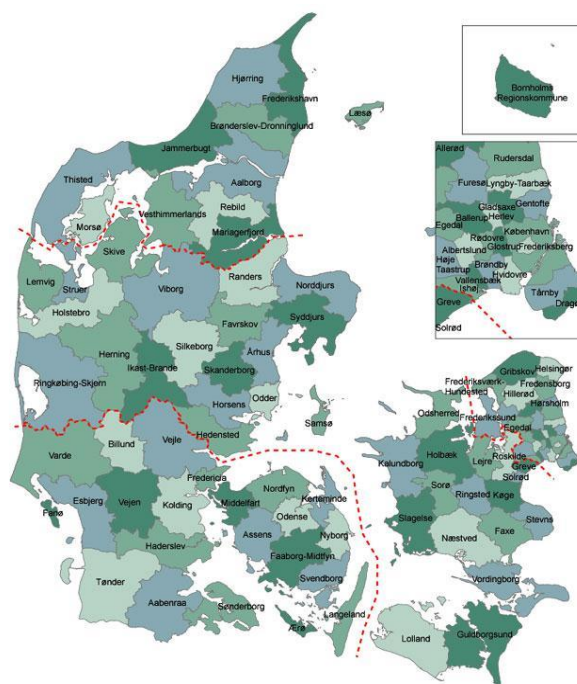 Hjørring
Frederikshavn
Læsø
Brønderslev-Dronninglund
Jammerbugt
Thisted
Aalborg
Vesthimmerlands
Rebild
Morsø
Mariagerfjord
Skive
Lemvig
Struer
Viborg
Randers
Norddjurs
Holstebro
Favrskov
Syddjurs
Silkeborg
Herning
Århus
Ikast-Brande
Skanderborg
Ringkøbing-Skjern
Horsens
Odder
Samsø
Hedensted
Billund
Vejle
Varde
Fredericia
Esbjerg
Vejen
Kolding
Fanø
Middelfart
Nordfyn
Kerteminde
Odense
Assens
Nyborg
Haderslev
Faaborg-Midtfyn
Svendborg
Tønder
Aabenraa
Sønderborg
Langeland
Ærø
Bornholms
Regionskommune
Allerød
Rudersdal
Furesø
Lyngby-Taarbæk
Gladsaxe
Gentofte
Ballerup
Herlev
Egedal
Rødovre
København
Albertslund
Glostrup
Frederiksberg
Høje
Taastrup
Brøndby
Vallensbæk
Hvidovre
Ishøj
Tårnby
Greve
Dragø
Solrød
Gribskov
Helsingør
Frederiksværk-
Hundested
Fredensborg
Hillerød
Hørsholm
Odsherred
Frederikssund
Egedal
Kalundborg
Holbæk
Roskilde
Lejre
Greve
Solrød
Sorø
Ringsted
Køge
Slagelse
Stevns
Næstved
Faxe
Vordingborg
Lolland
Guldborgsund